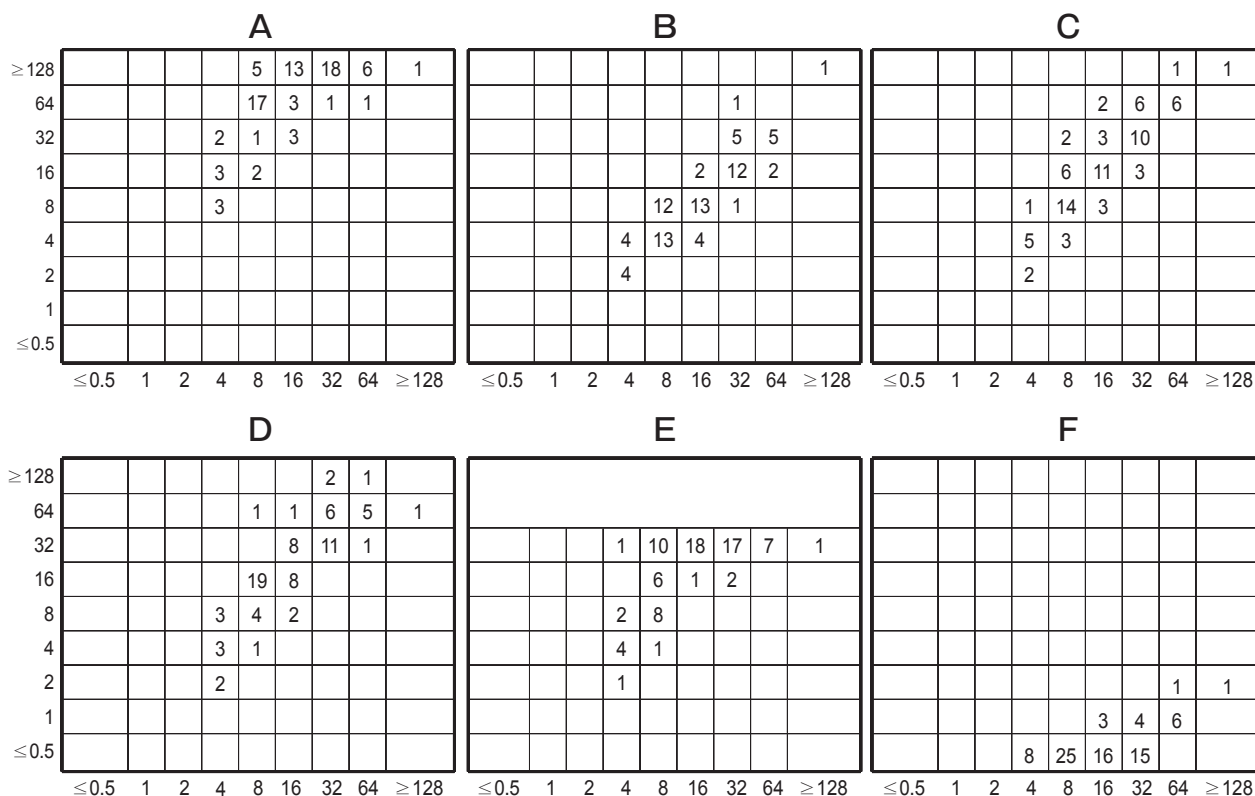 A B C
≥128 5 13 18 6 1 1 1 1
64 17 3 1 1 1 2 6 6
32 2 1 3 5 5 2 3 10
16 3 2 2 12 2 6 11 3
8 3 12 13 1 1 14 3
4 4 13 4 5 3
2 4 2
1
≤0.5
≤0.5 1 2 4 8 16 32 64 ≥128 ≤0.5 1 2 4 8 16 32 64 ≥128 ≤0.5 1 2 4 8 16 32 64 ≥128
D E F
≥128 2 1
64 1 1 6 5 1
32 8 11 1 1 10 18 17 7 1
16 19 8 6 1 2
8 3 4 2 2 8
4 3 1 4 1
2 2 1 1 1
1 3 4 6
≤0.5 8 25 16 15
≤0.5 1 2 4 8 16 32 64 ≥128 ≤0.5 1 2 4 8 16 32 64 ≥128 ≤0.5 1 2 4 8 16 32 64 ≥128